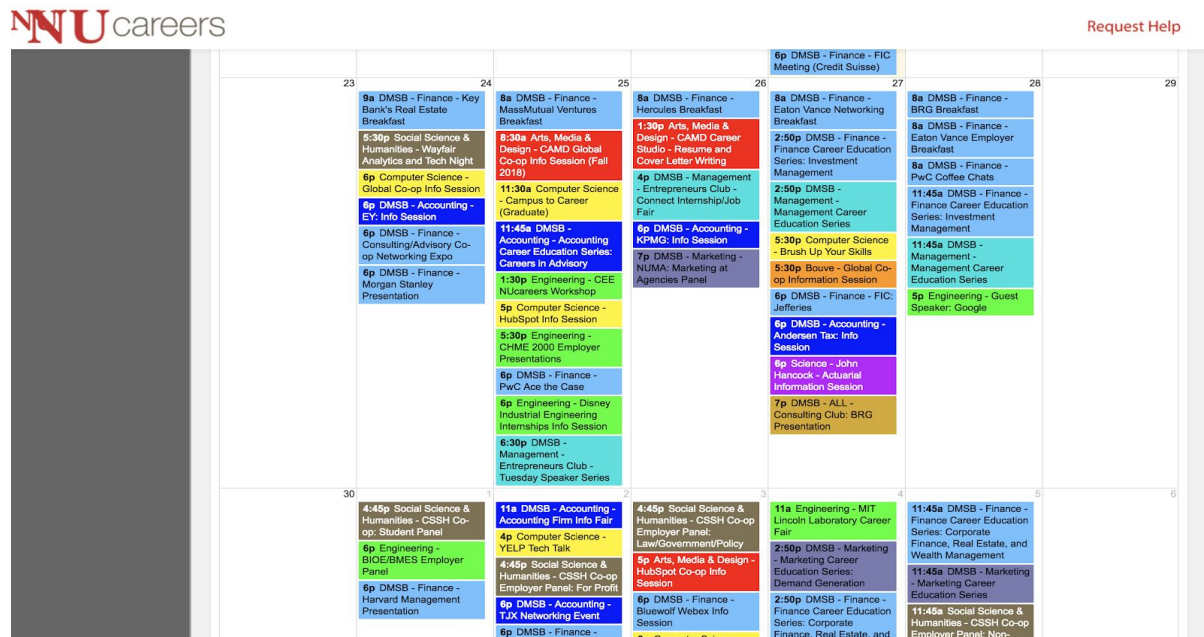 NNU careers
Request Help
6p DMSB - Finance - FIC
Meeting (Credit Suisse)
23
24
25
26
27
28
29
9a DMSB - Finance - Key
Bank's Real Estate
Breakfast
5:30p Social Science &
Humanities - Wayfair
Analytics and Tech Night
6p Computer Science -
Global Co-op Info Session
6p DMSB - Accounting -
EY: Info Session
6p DMSB - Finance -
Consulting/Advisory Co-
op Networking Expo
6p DMSB - Finance -
Morgan Stanley
Presentation
8a DMSB - Finance -
MassMutual Ventures
Breakfast
8:30a Arts, Media &
Design - CAMD Global
Co-op Info Session (Fall
2018)
11:30a Computer Science
- Campus to Career
(Graduate)
11:45a DMSB -
Accounting - Accounting
Career Education Series:
Careers in Advisory
1:30p Engineering - CEE
NUcareers Workshop
5p Computer Science -
HubSpot Info Session
5:30p Engineering -
CHME 2000 Employer
Presentations
6p DMSB - Finance -
PwC Ace the Case
6p Engineering - Disney
Industrial Engineering
Internships Info Session
6:30p DMSB -
Management -
Entrepreneurs Club -
Tuesday Speaker Series
8a DMSB - Finance -
Hercules Breakfast
1:30p Arts, Media &
Design - CAMD Career
Studio - Resume and
Cover Letter Writing
4p DMSB - Management
- Entrepreneurs Club -
Connect Internship/Job
Fair
6p DMSB - Accounting -
KPMG: Info Session
7p DMSB - Marketing -
NUMA: Marketing at
Agencies Panel
8a DMSB - Finance -
Eaton Vance Networking
Breakfast
2:50p DMSB - Finance -
Finance Career Education
Series: Investment
Management
2:50p DMSB -
Management -
Management Career
Education Series
5:30p Computer Science
- Brush Up Your Skills
5:30p Bouve - Global Co-
op Information Session
6p DMSB - Finance - FIC:
Jefferies
6p DMSB - Accounting -
Andersen Tax: Info
Session
6p Science - John
Hancock - Actuarial
Information Session
7p DMSB - ALL -
Consulting Club: BRG
Presentation
8a DMSB - Finance -
BRG Breakfast
8a DMSB - Finance -
Eaton Vance Employer
Breakfast
8a DMSB - Finance -
PwC Coffee Chats
11:45a DMSB - Finance -
Finance Career Education
Series: Investment
Management
11:45a DMSB -
Management -
Management Career
Education Series
5p Engineering - Guest
Speaker: Google
30
1
2
3
4
5
6
4:45p Social Science &
Humanities - CSSH Co-
op: Student Panel
6p Engineering -
BIOE/BMES Employer
Panel
6p DMSB - Finance -
Harvard Management
Presentation
11a DMSB - Accounting -
Accounting Firm Info Fair
4p Computer Science -
YELP Tech Talk
4:45p Social Science &
Humanities - CSSH Co-op
Employer Panel: For Profit
6p DMSB - Accounting -
TJX Networking Event
6p DMSB - Finance -
4:45p Social Science &
Humanities - CSSH Co-op
Employer Panel:
Law/Government/Policy
5p Arts, Media & Design -
HubSpot Co-op Info
Session
6p DMSB - Finance -
Bluewolf Webex Info
Session
11a Engineering - MIT
Lincoln Laboratory Career
Fair
2:50p DMSB - Marketing
- Marketing Career
Education Series:
Demand Generation
2:50p DMSB - Finance -
Finance Career Education
Series: Corporate
Finance, Real Estate, and
11:45a DMSB - Finance -
Finance Career Education
Series: Corporate
Finance, Real Estate, and
Wealth Management
11:45a DMSB - Marketing
- Marketing Career
Education Series
11:45a Social Science &
Humanities - CSSH Co-op
Employer Panel: Non-